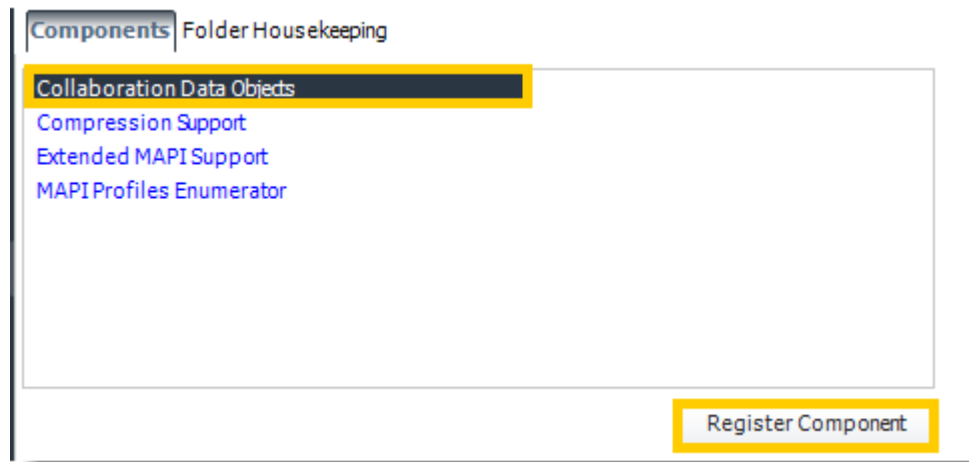 Components Folder Housekeeping
Collaboration Data Objects
Compression Support
Extended MAPI Support
MAPI Profiles Enumerator
Register Component